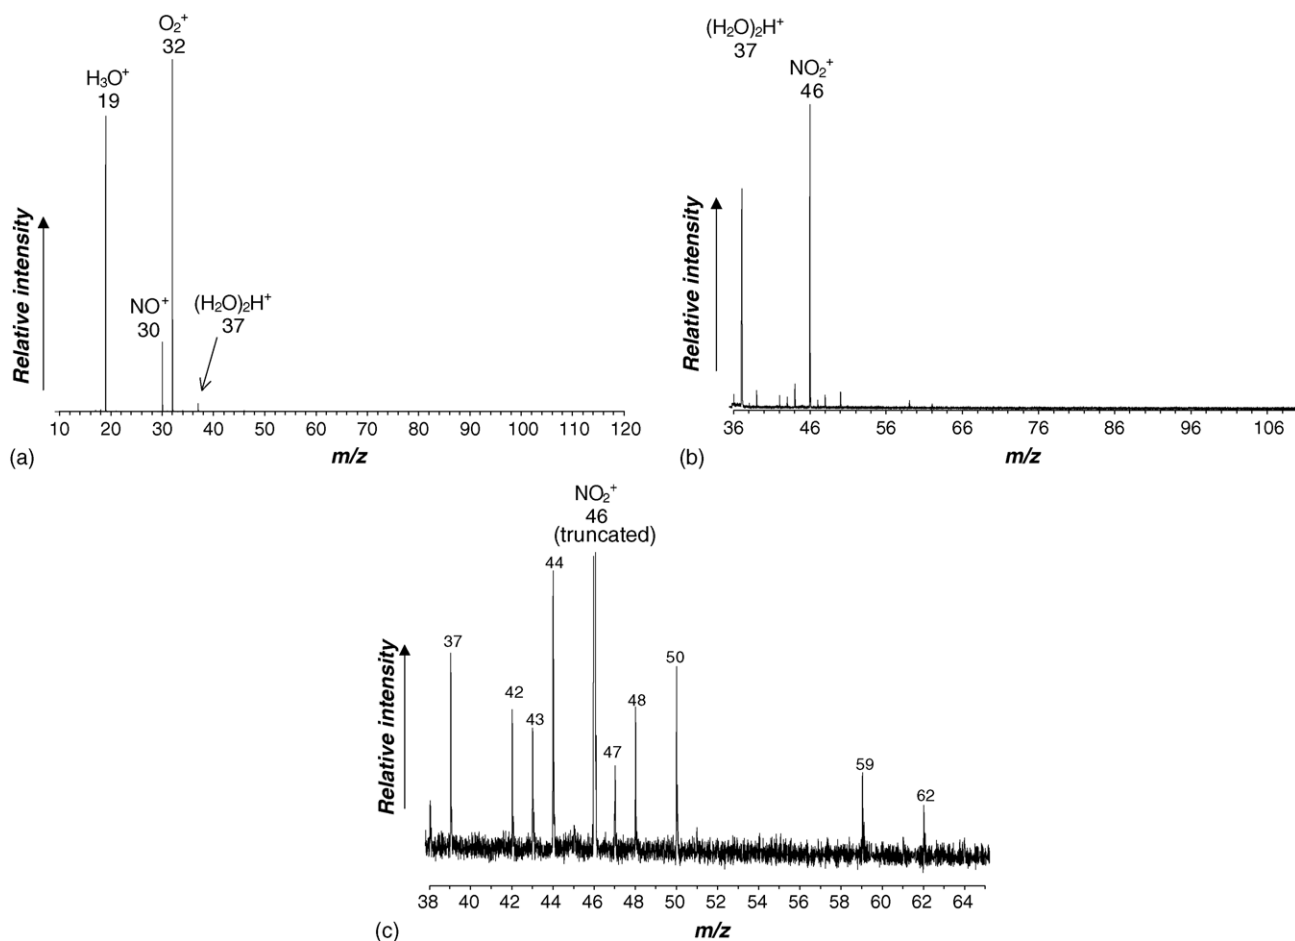 O₂⁺
32
H₃O⁺
19
NO⁺
30
(H₂O)₂H⁺
37
Relative intensity
10 20 30 40 50 60 70 80 90 100 110 120
m/z
(a)
(H₂O)₂H⁺
37
NO₂⁺
46
Relative intensity
36 46 56 66 76 86 96 106
m/z
(b)
NO₂⁺
46
(truncated)
44
37
42
43
47
48
50
59
62
Relative intensity
38 40 42 44 46 48 50 52 54 56 58 60 62 64
m/z
(c)